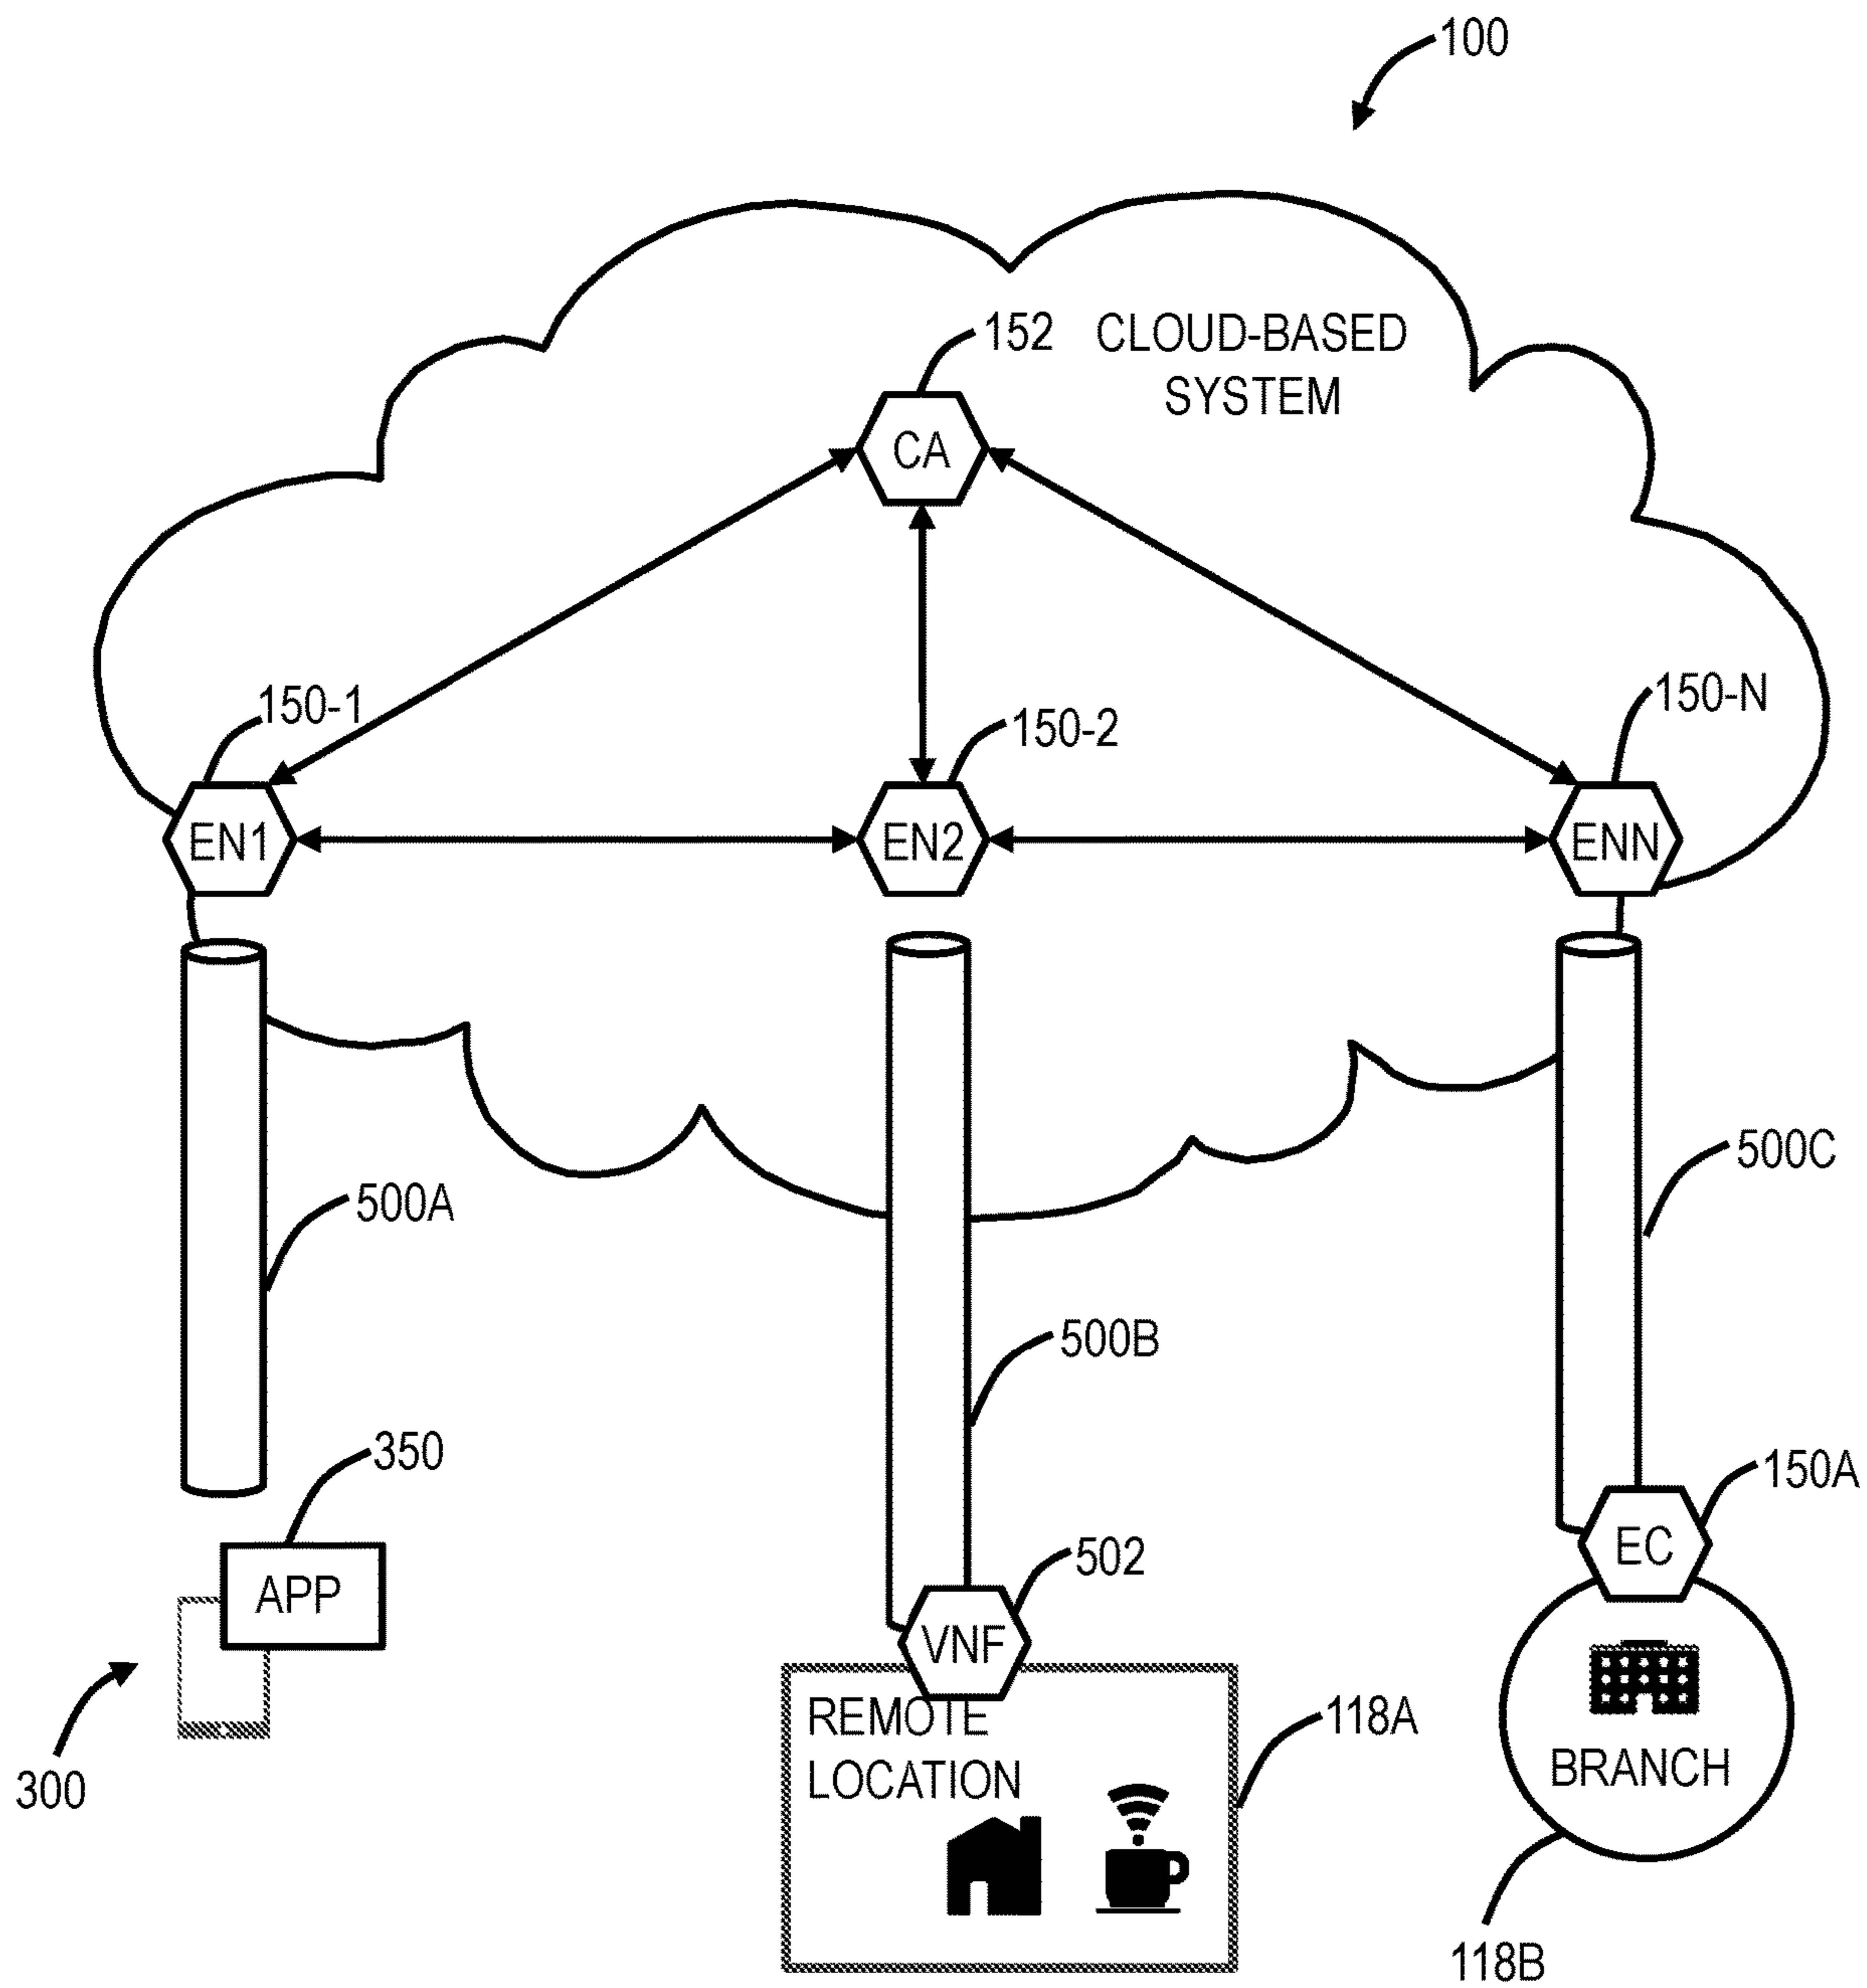 100
152 CLOUD-BASED
SYSTEM
CA
150-1
150-2
150-N
EN1
EN2
ENN
500A
500B
500C
350
APP
300
502
VNF
150A
EC
REMOTE
LOCATION
118A
BRANCH
118B